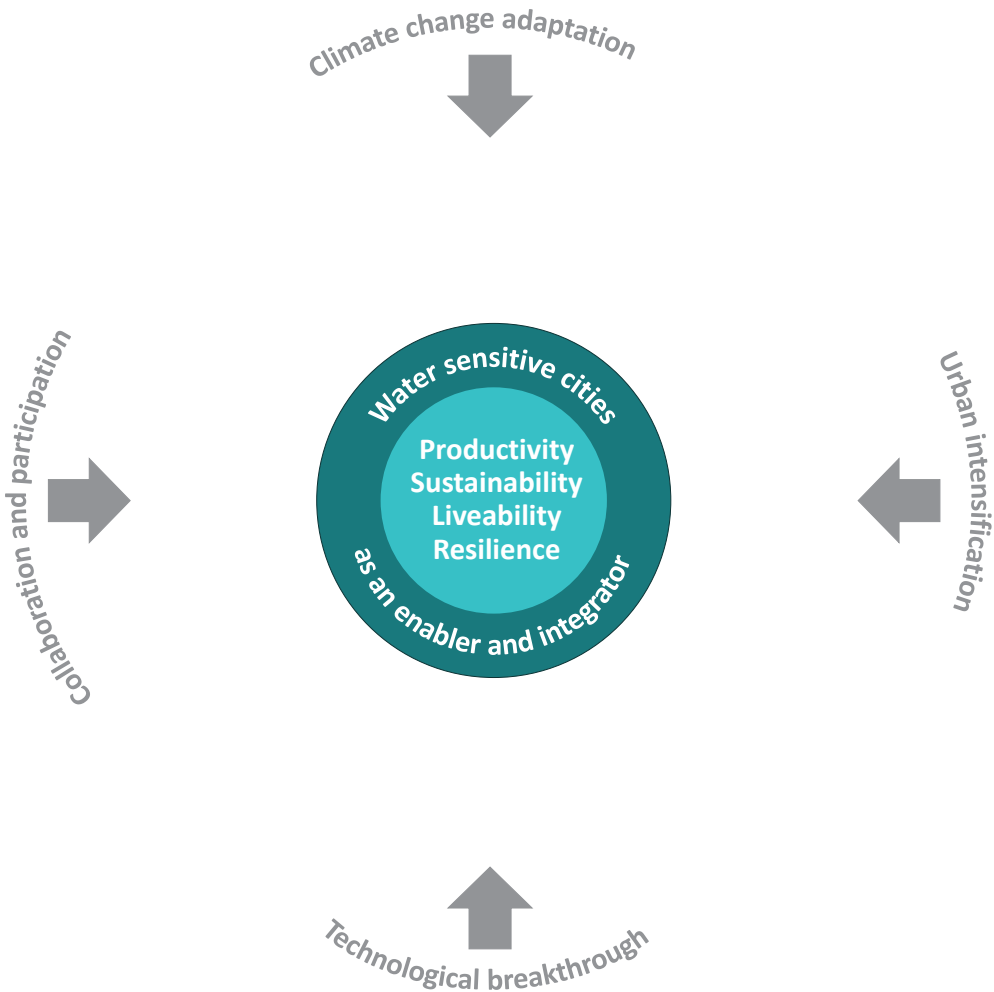 Climate change adaptation
Collaboration and participation
Urban intensification
Water sensitive cities
Productivity
Sustainability
Liveability
Resilience
as an enabler and integrator
Technological breakthrough